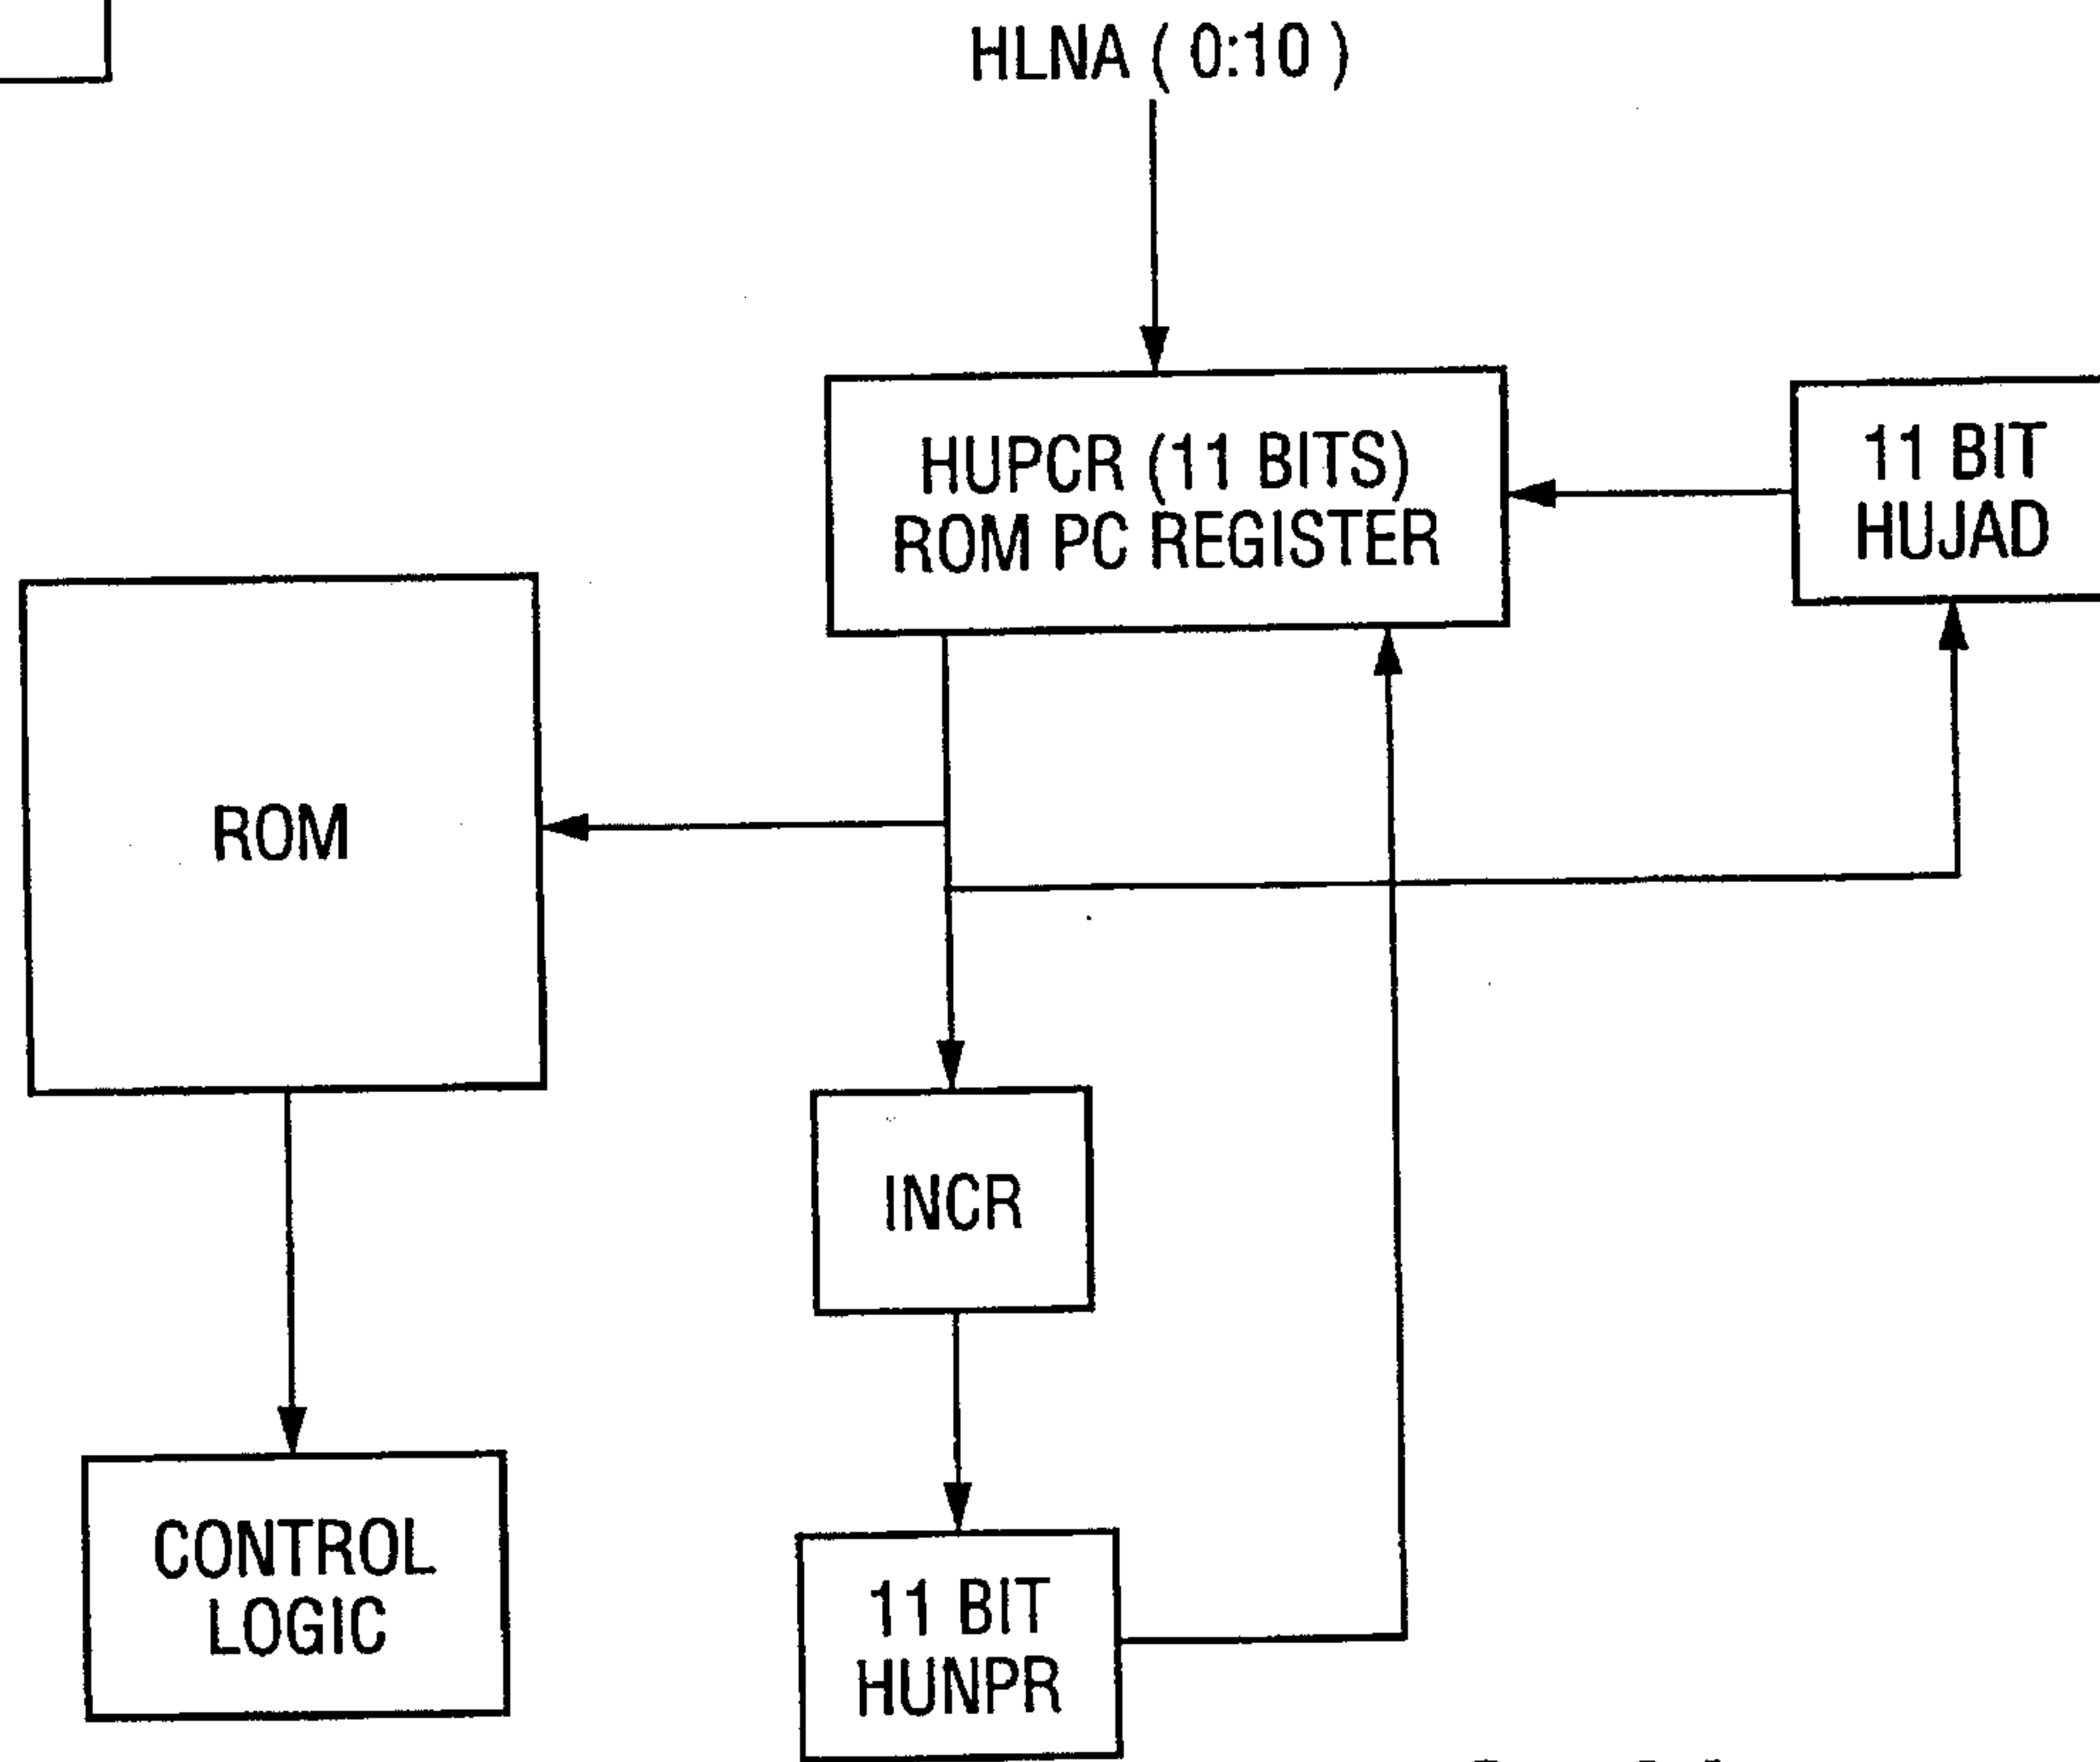 HLNA ( 0:10 )
HUPCR (11 BITS)
ROM PC REGISTER
11 BIT
HUJAD
ROM
INCR
CONTROL
LOGIC
11 BIT
HUNPR